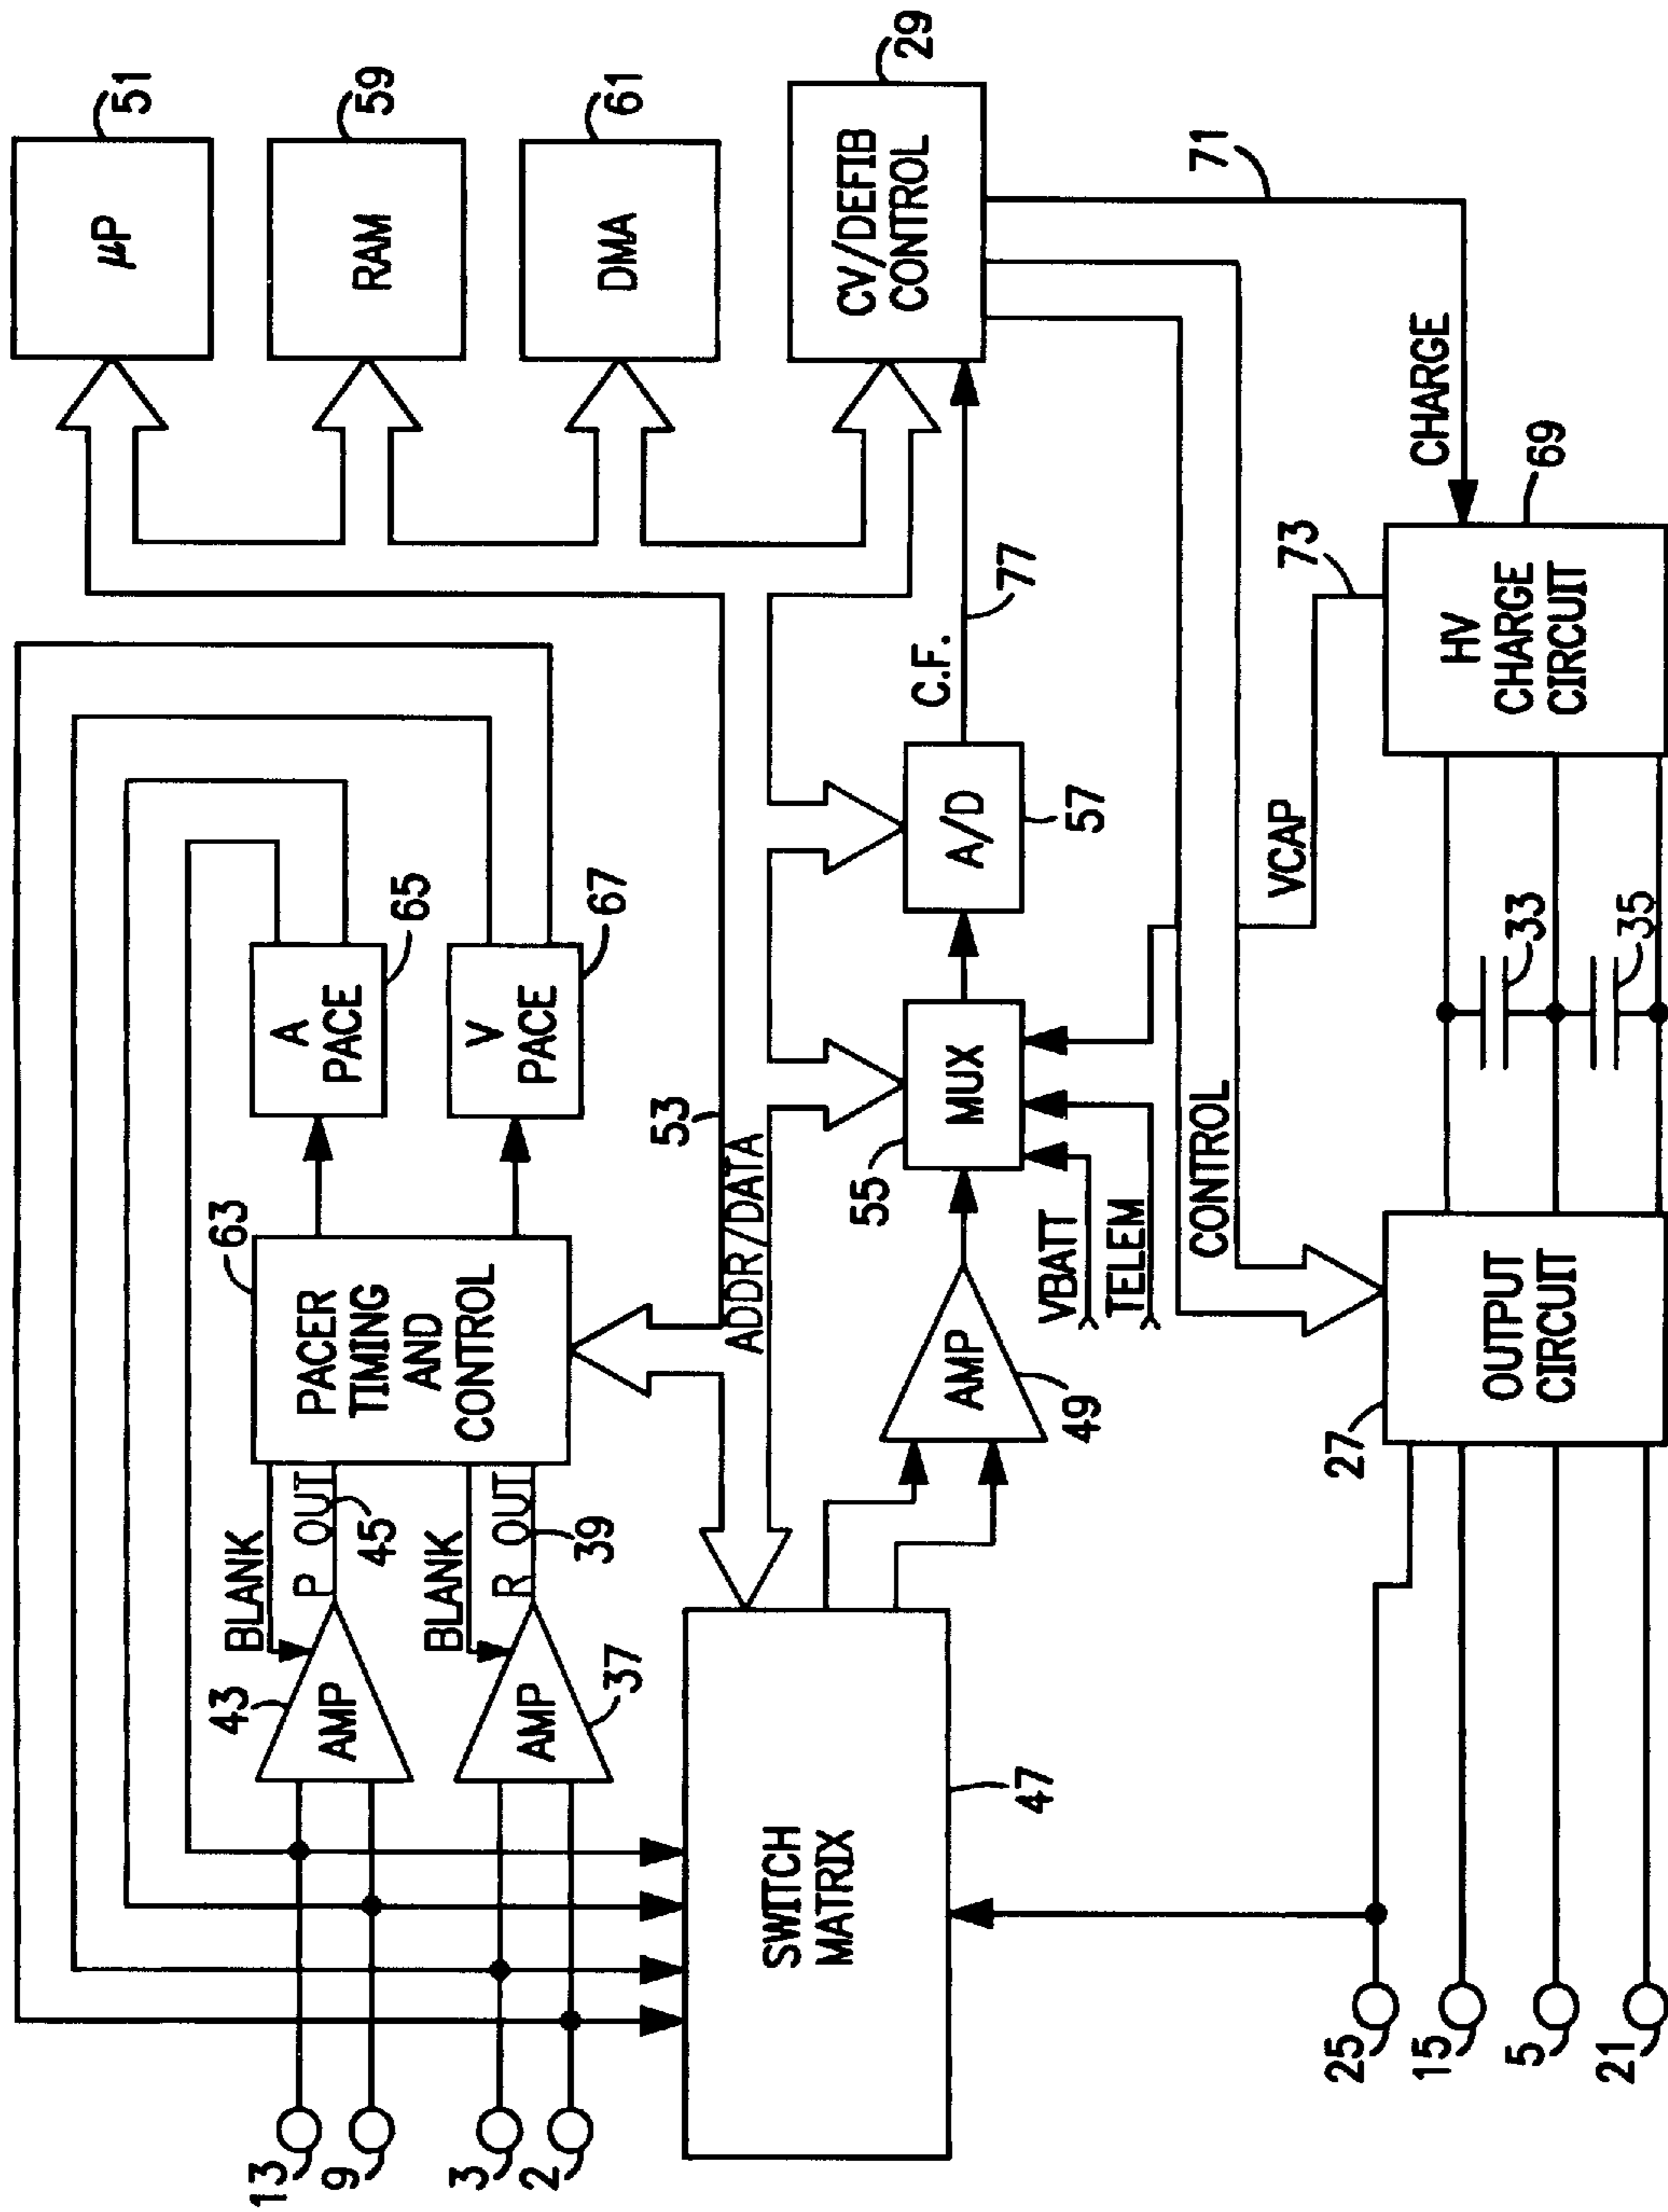 13
9
3
2
43
AMP
BLANK
P OUT
45
37
AMP
BLANK
R OUT
39
63
PACER
TIMING
AND
CONTROL
A
PACE
65
V
PACE
67
μP
51
RAM
59
DMA
61
CV/DEFIB
CONTROL
29
53
ADDR/DATA
SWITCH
MATRIX
47
AMP
49
MUX
55
A/D
57
C.F.
77
VBATT
TELEM
CONTROL
VCAP
73
71
CHARGE
25
15
5
21
27
OUTPUT
CIRCUIT
33
35
HV
CHARGE
CIRCUIT
69